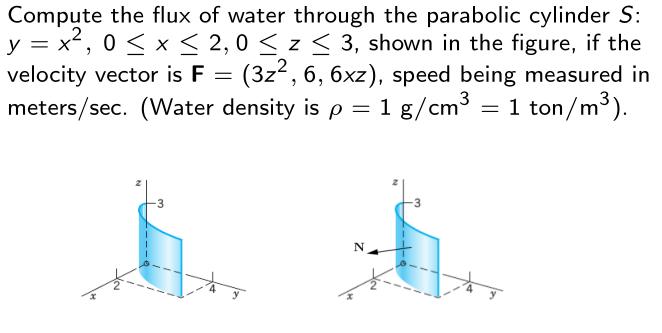 Compute the flux of water through the parabolic cylinder S:
y = x², 0 ≤ x ≤ 2, 0 ≤ z ≤ 3, shown in the figure, if the
velocity vector is F = (3z², 6, 6xz), speed being measured in
meters/sec. (Water density is ρ = 1 g/cm³ = 1 ton/m³).
z
3
2
4
x
y
z
3
N
2
4
x
y